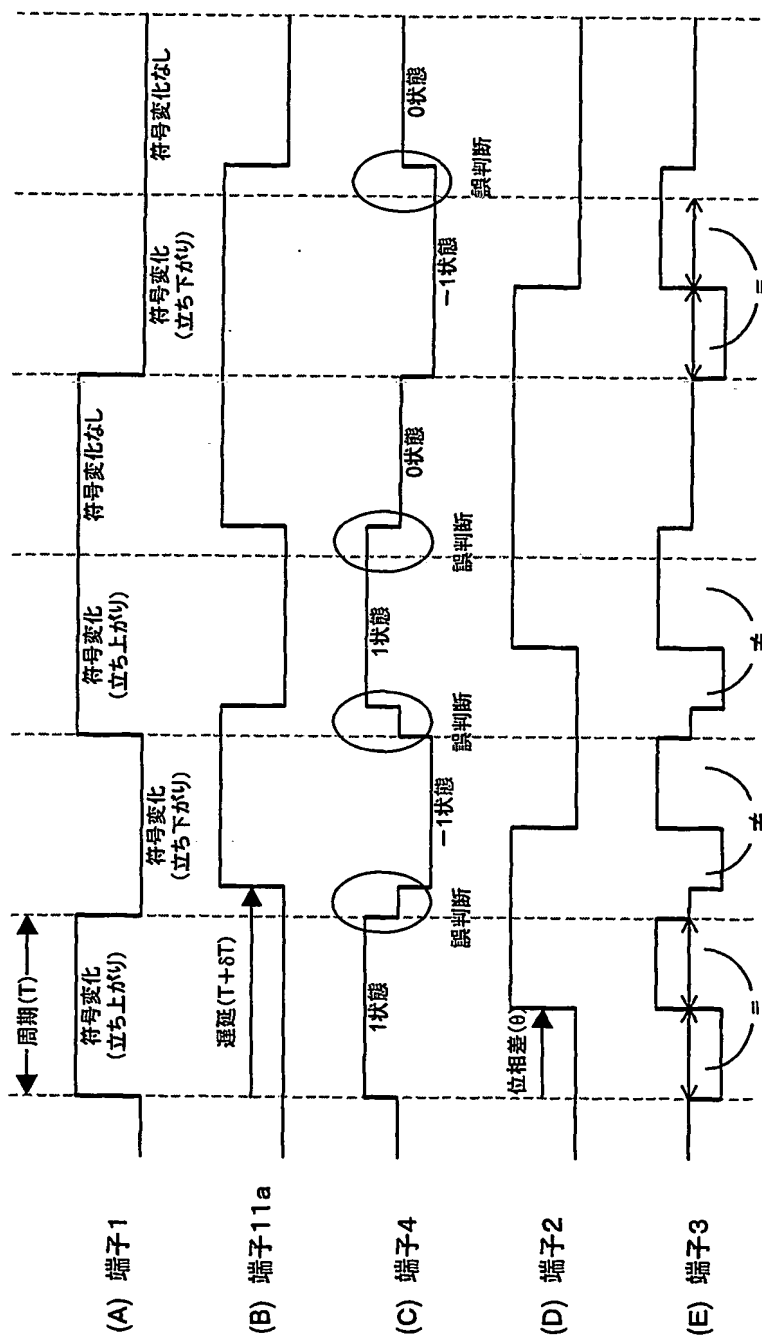 周期(T)
(A) 端子1
符号変化
(立ち上がり)
符号変化
(立ち下がり)
符号変化
(立ち上がり)
符号変化なし
符号変化
(立ち下がり)
符号変化なし
(B) 端子11a
遅延(T+δT)
(C) 端子4
1状態
誤判断
−1状態
誤判断
1状態
誤判断
0状態
−1状態
誤判断
0状態
(D) 端子2
位相差(θ)
(E) 端子3
=
≠
≠
=